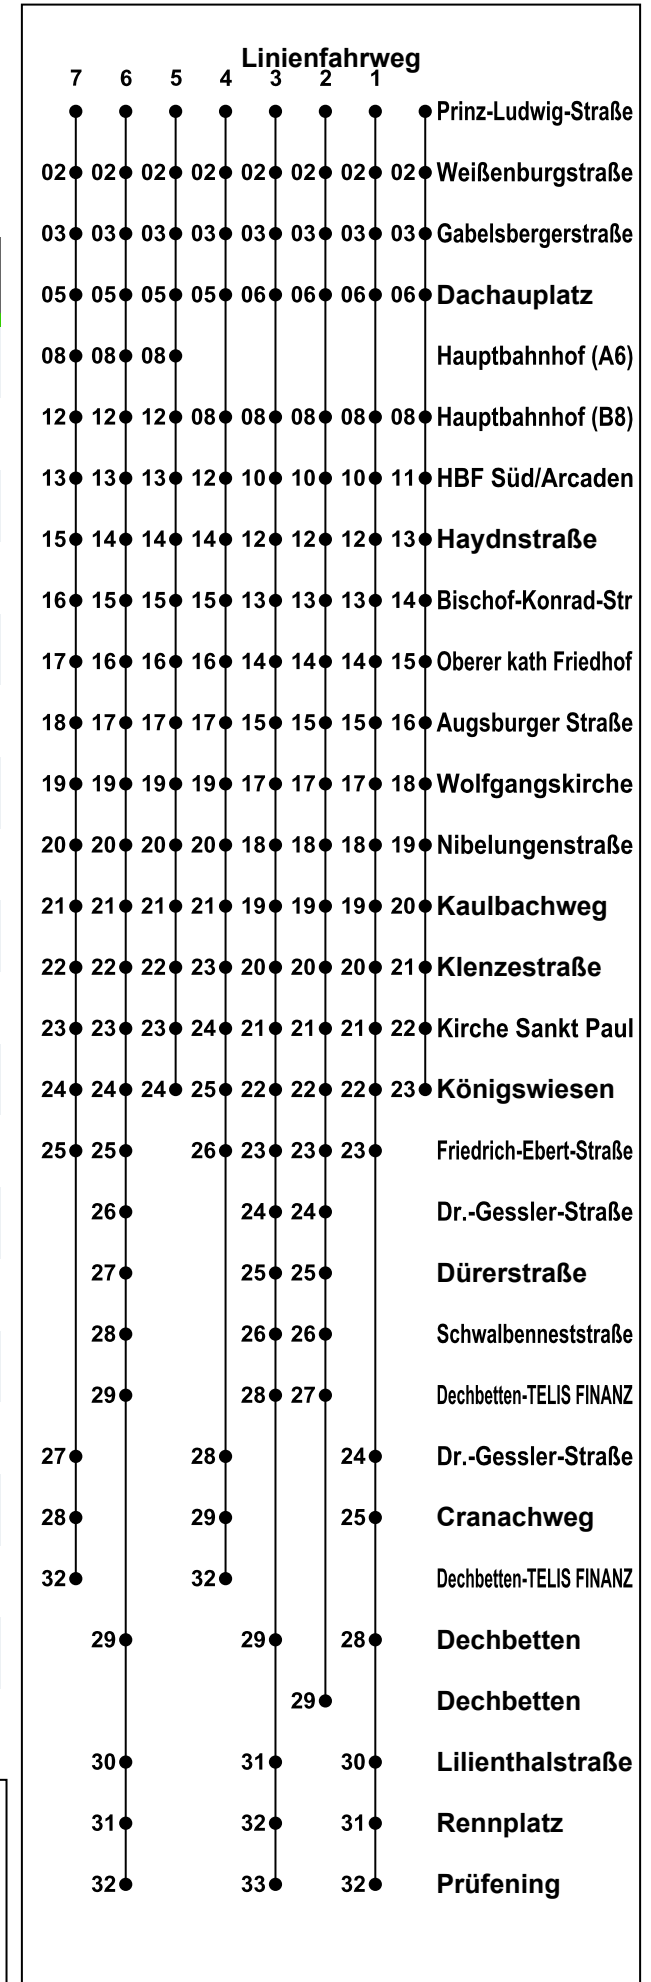 Linienfahrweg
7 6 5 4 3 2 1
Prinz-Ludwig-Straße
02 02 02 02 02 02 02 02 Weißenburgstraße
03 03 03 03 03 03 03 03 Gabelsbergerstraße
05 05 05 05 06 06 06 06 Dachauplatz
08 08 08 Hauptbahnhof (A6)
12 12 12 08 08 08 08 08 Hauptbahnhof (B8)
13 13 13 12 10 10 10 11 HBF Süd/Arcaden
15 14 14 14 12 12 12 13 Haydnstraße
16 15 15 15 13 13 13 14 Bischof-Konrad-Str
17 16 16 16 14 14 14 15 Oberer kath Friedhof
18 17 17 17 15 15 15 16 Augsburger Straße
19 19 19 19 17 17 17 18 Wolfgangskirche
20 20 20 20 18 18 18 19 Nibelungenstraße
21 21 21 21 19 19 19 20 Kaulbachweg
22 22 22 23 20 20 20 21 Klenzestraße
23 23 23 24 21 21 21 22 Kirche Sankt Paul
24 24 24 25 22 22 22 23 Königswiesen
25 25 26 23 23 23 Friedrich-Ebert-Straße
26 24 24 Dr.-Gessler-Straße
27 25 25 Dürerstraße
28 26 26 Schwalbenneststraße
29 28 27 Dechbetten-TELIS FINANZ
27 28 24 Dr.-Gessler-Straße
28 29 25 Cranachweg
32 32 Dechbetten-TELIS FINANZ
29 29 28 Dechbetten
29 Dechbetten
30 31 30 Lilienthalstraße
31 32 31 Rennplatz
32 33 32 Prüfening